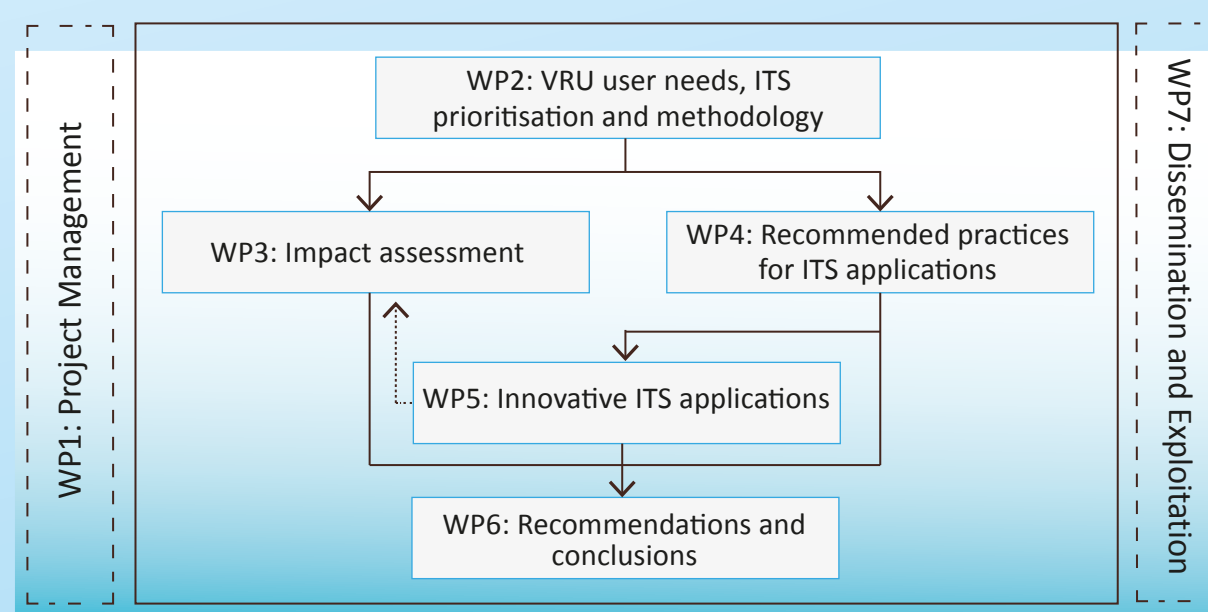 WP1: Project Management
WP2: VRU user needs, ITS
prioritisation and methodology
WP3: Impact assessment
WP4: Recommended practices
for ITS applications
WP5: Innovative ITS applications
WP6: Recommendations and
conclusions
WP7: Dissemination and Exploitation